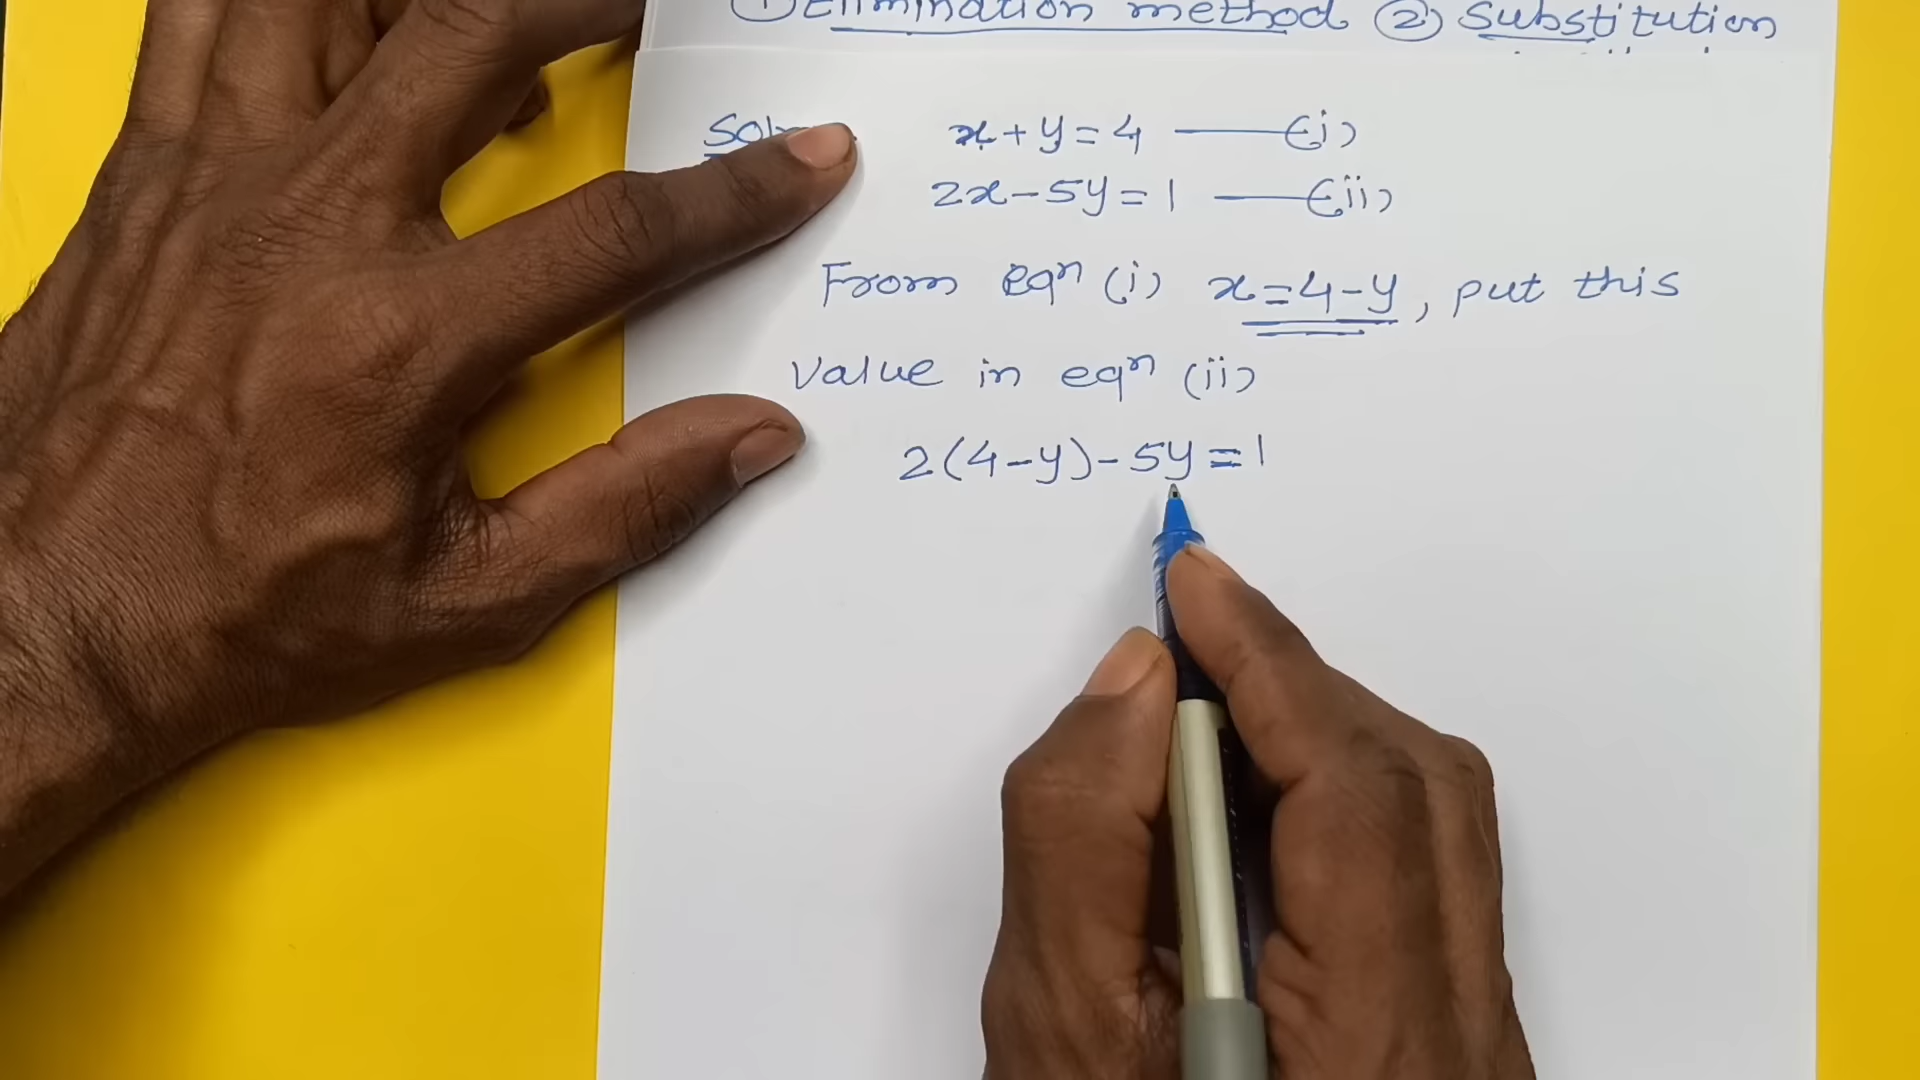 ① Elimination method ② Substitution
x+y=4 ——(i)
2x-5y=1 ——(ii)
From eqⁿ (i) x=4-y, put this
value in eqⁿ (ii)
2(4-y)-5y=1